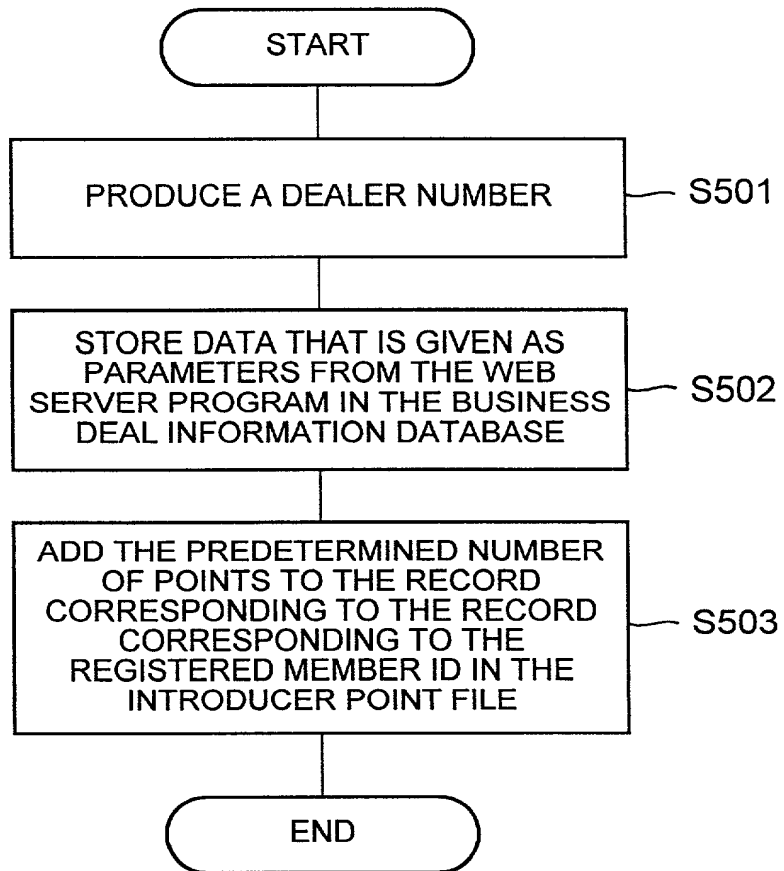 START
PRODUCE A DEALER NUMBER
S501
STORE DATA THAT IS GIVEN AS
PARAMETERS FROM THE WEB
SERVER PROGRAM IN THE BUSINESS
DEAL INFORMATION DATABASE
S502
ADD THE PREDETERMINED NUMBER
OF POINTS TO THE RECORD
CORRESPONDING TO THE RECORD
CORRESPONDING TO THE
REGISTERED MEMBER ID IN THE
INTRODUCER POINT FILE
S503
END